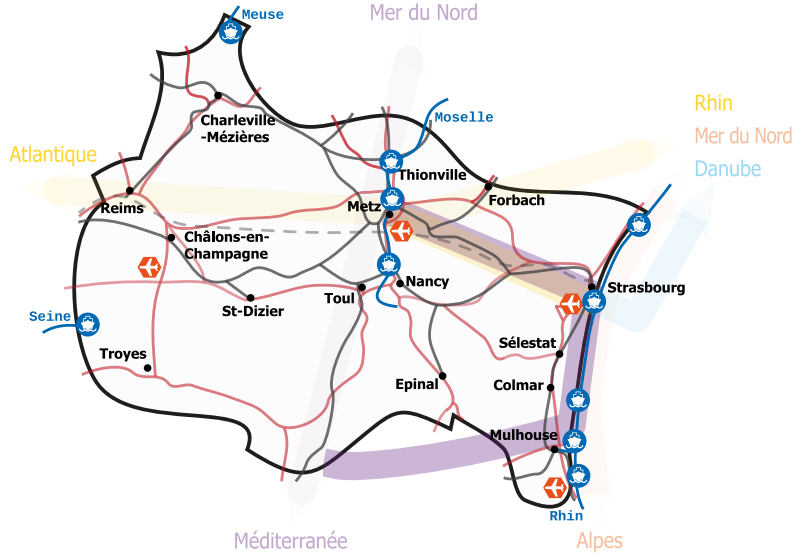 Meuse
Mer du Nord
Rhin
Mer du Nord
Danube
Moselle
Charleville
-Mézières
Atlantique
Thionville
Forbach
Metz
Reims
Châlons-en-
Champagne
Nancy
Strasbourg
Toul
St-Dizier
Seine
Sélestat
Troyes
Epinal
Colmar
Mulhouse
Rhin
Méditerranée
Alpes